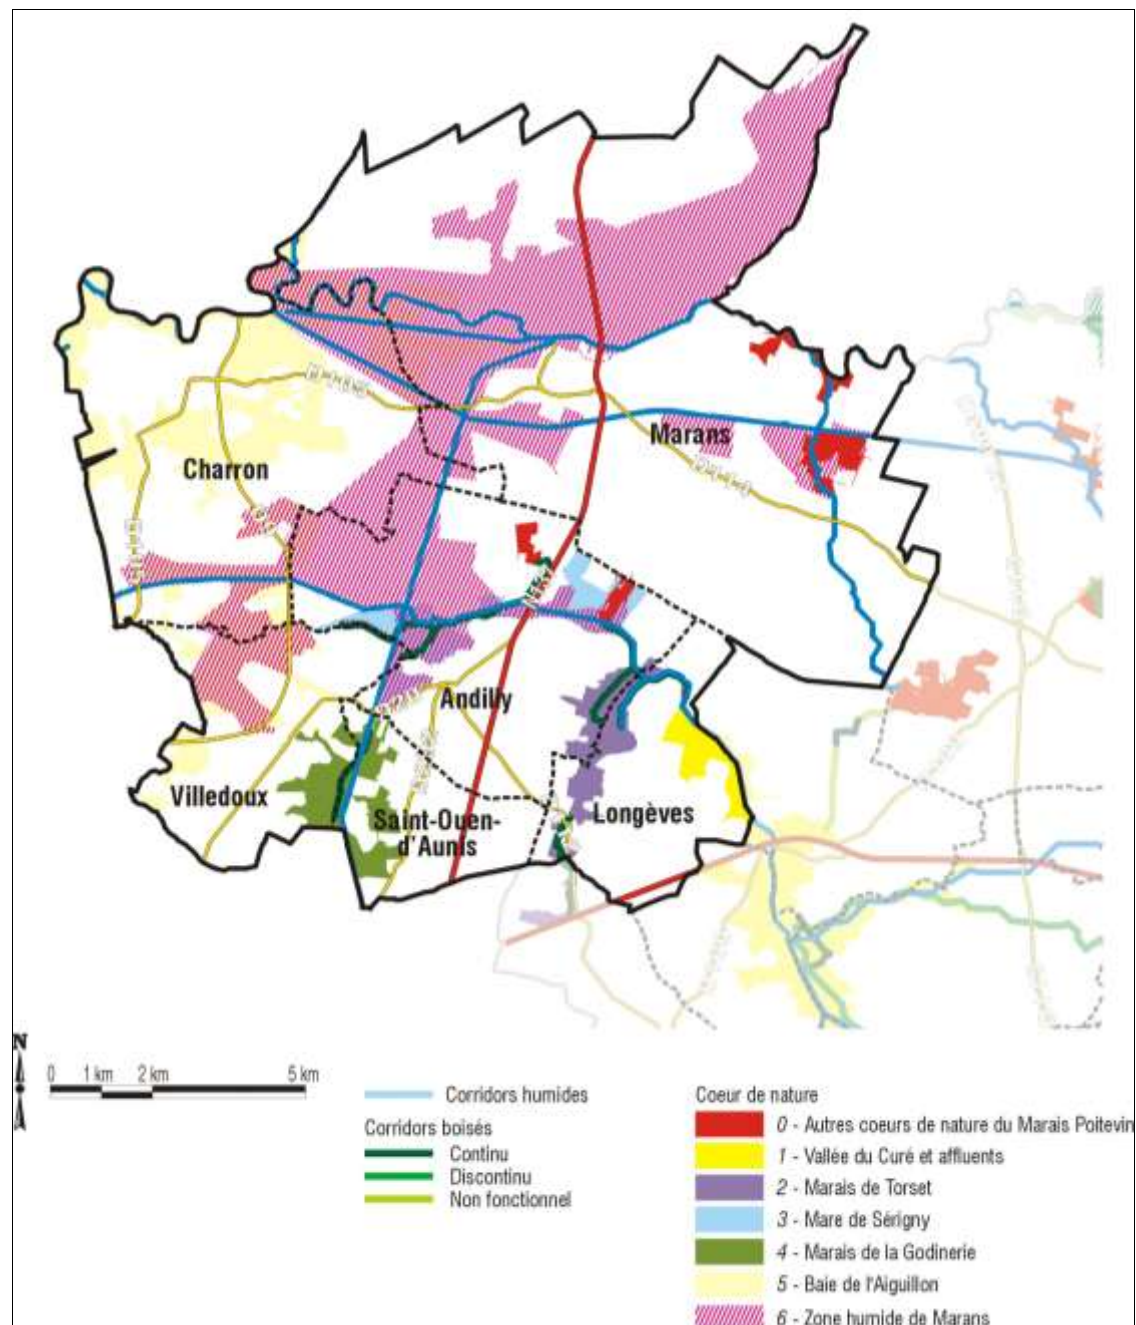 D 105
Marans
D 114
Charron
Andilly
Villedoux
Saint-Ouen-
d'Aunis
Longèves
N
0 1 km 2 km 5 km
Corridors humides
Corridors boisés
Continu
Discontinu
Non fonctionnel
Coeur de nature
0 - Autres coeurs de nature du Marais Poitevin
1 - Vallée du Curé et affluents
2 - Marais de Torset
3 - Mare de Sérigny
4 - Marais de la Godinerie
5 - Baie de l'Aiguillon
6 - Zone humide de Marans